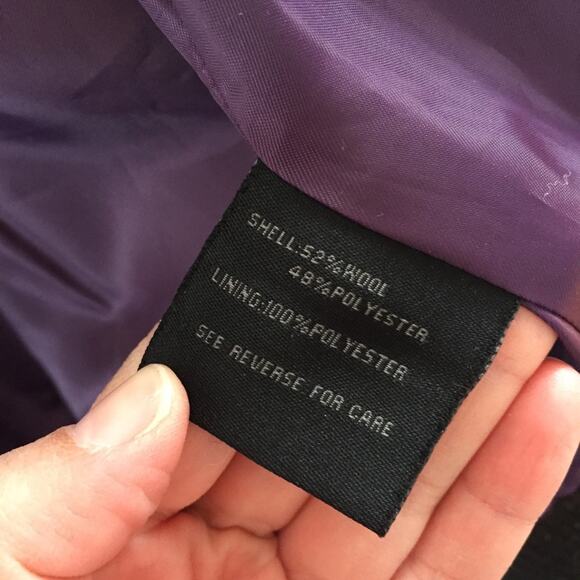 SHELL:52%WOOL
48%POLYESTER
LINING:100%POLYESTER
SEE REVERSE FOR CARE